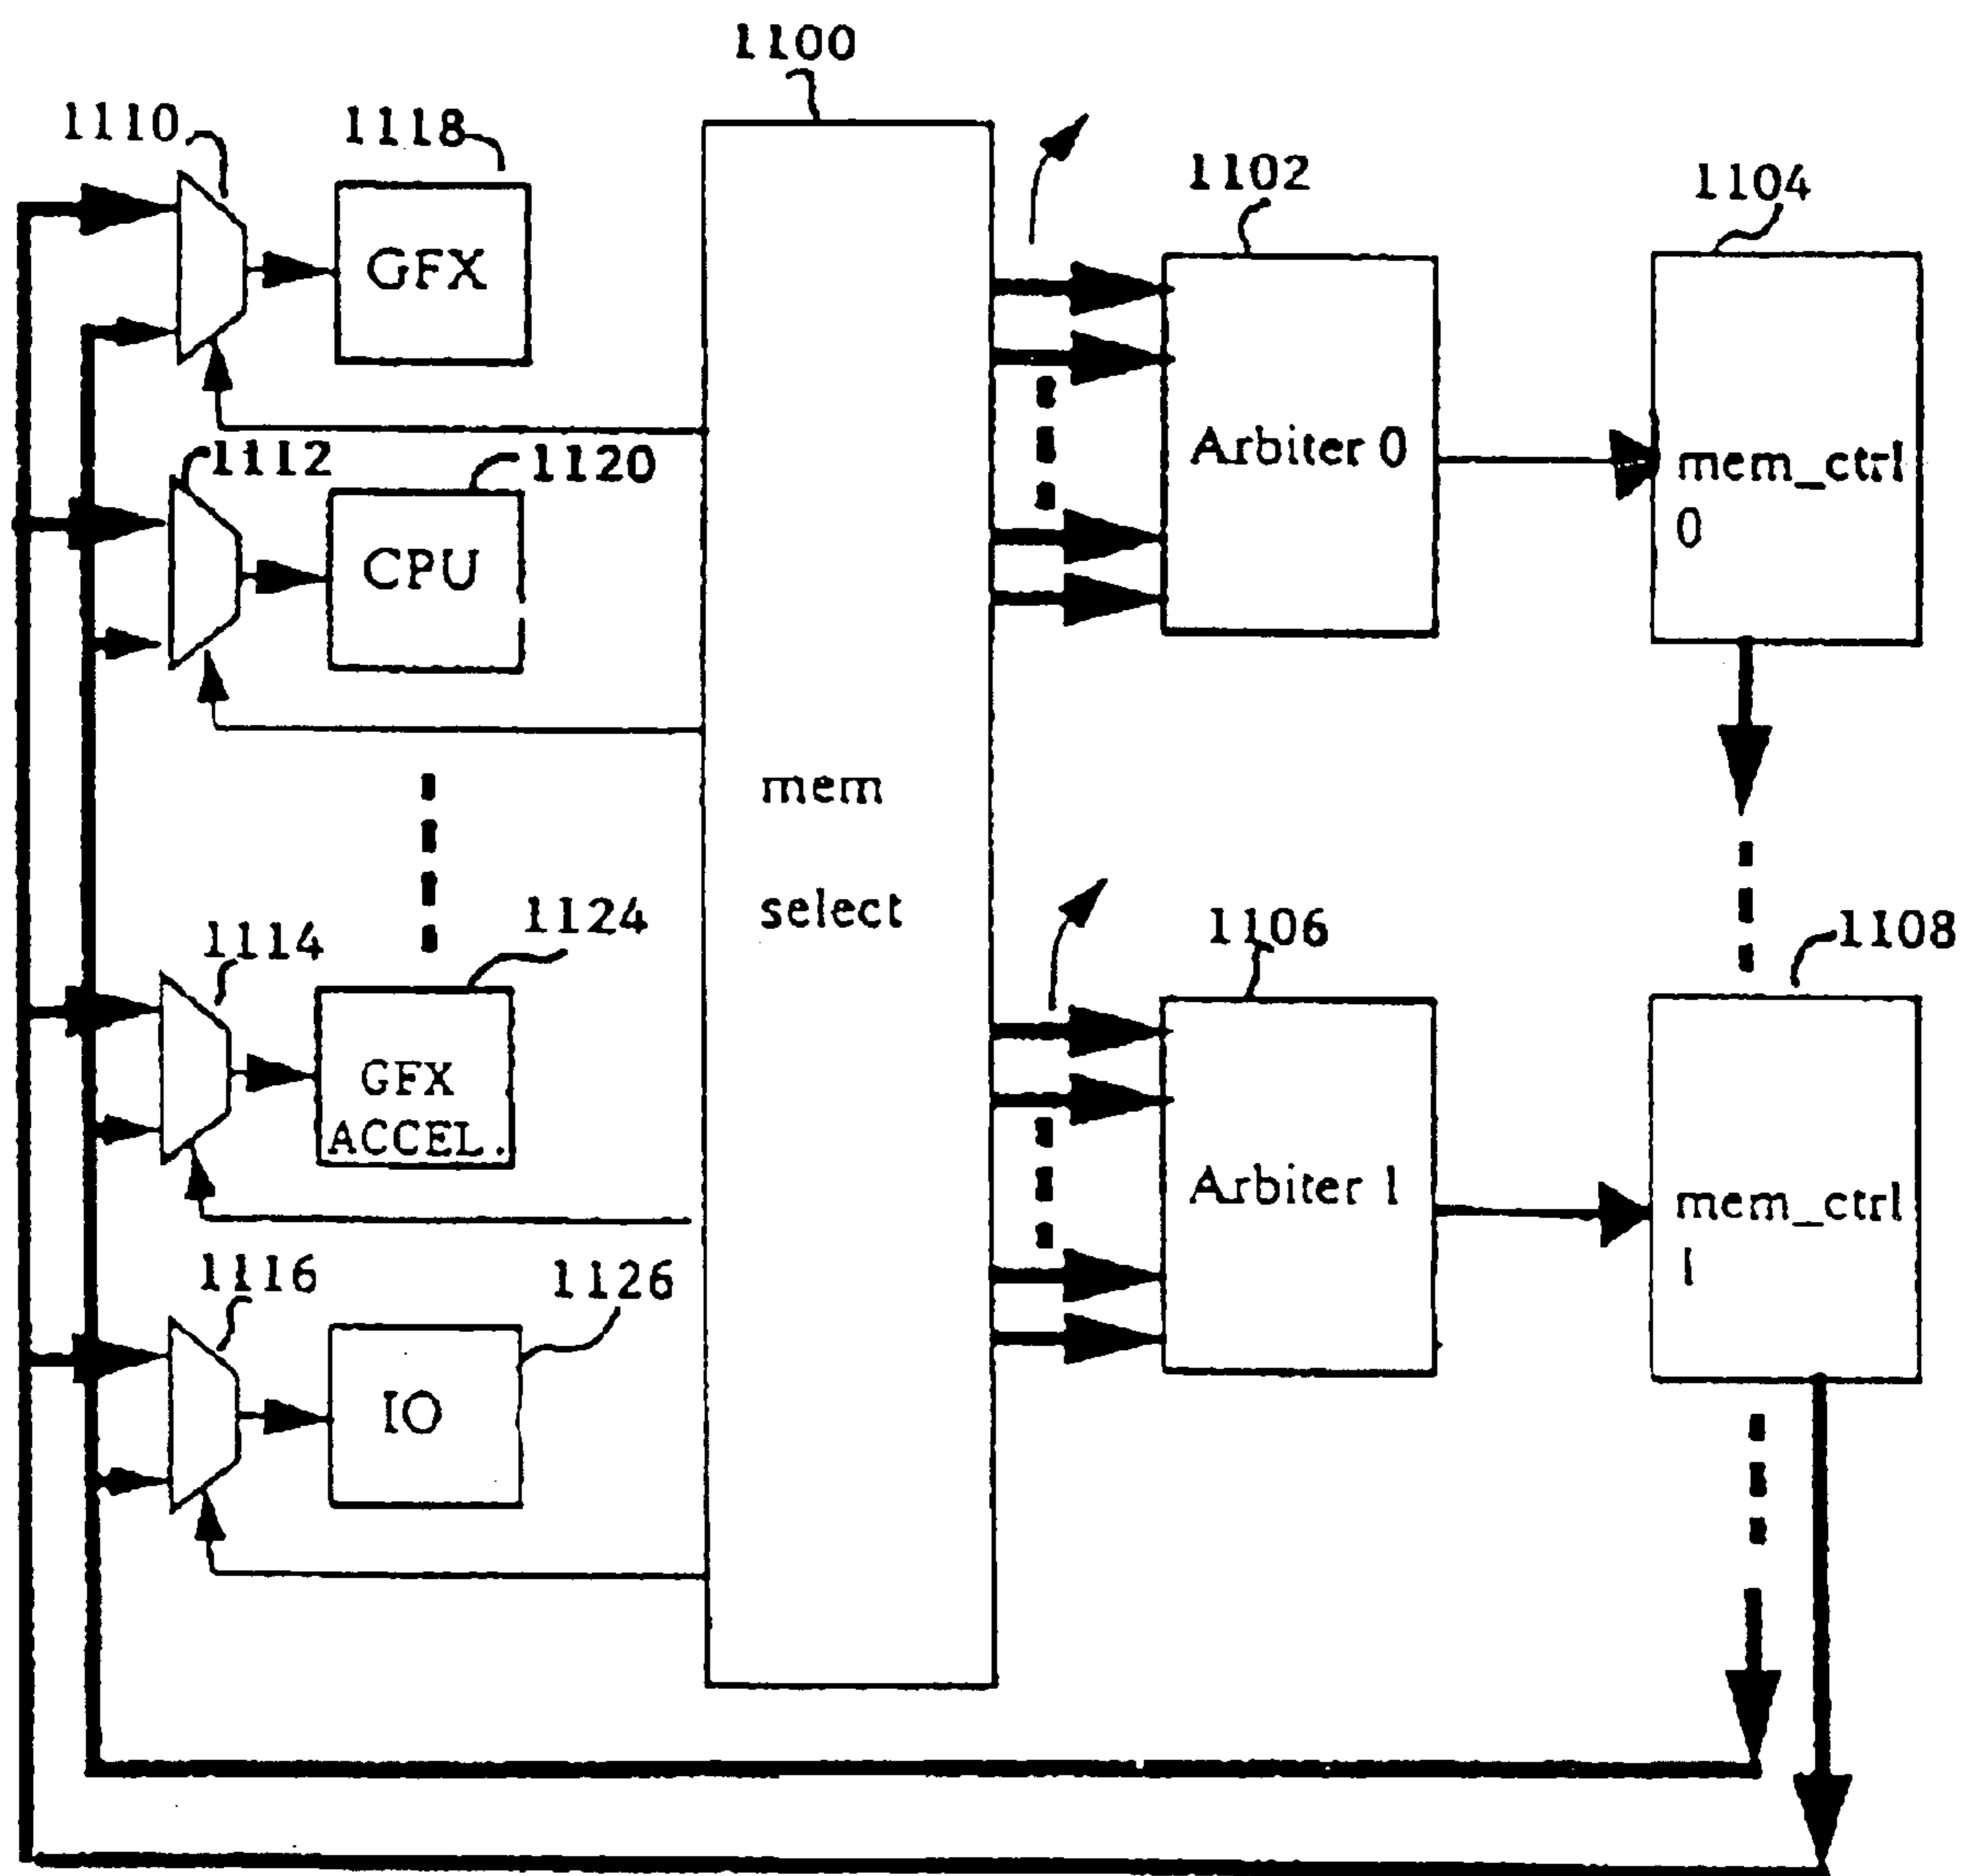 1100
1110
1118
1102
1104
GFX
1112
1120
Arbiter 0
mem_ctrl
0
CPU
mem
select
1114
1124
1106
1108
GFX
ACCEL.
Arbiter 1
mem_ctrl
1
1116
1126
IO